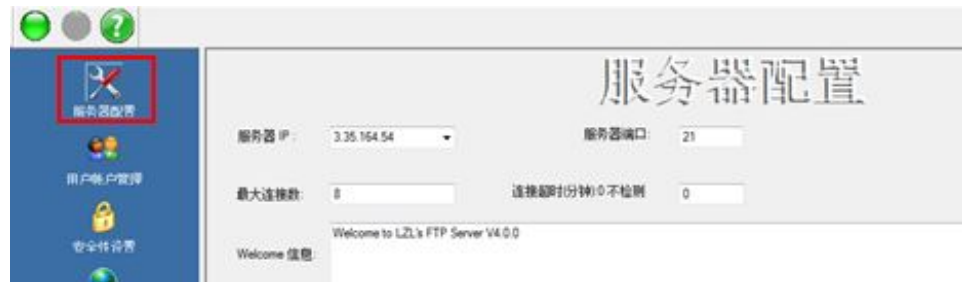 服务器配置
服务器配置
服务器 IP:
3.35.164.54
服务器端口:
21
用户帐户管理
最大连接数:
8
连接超时(分钟):0 不检测
0
安全性设置
Welcome 信息:
Welcome to LZL's FTP Server V4.0.0